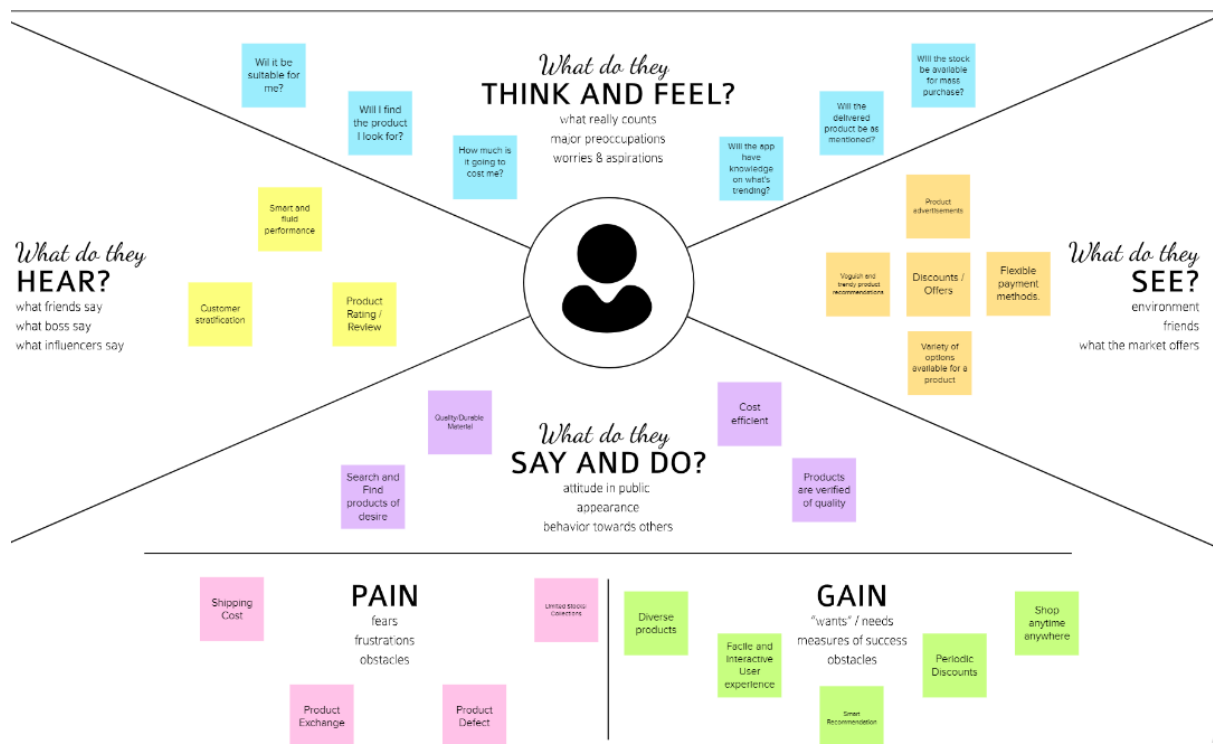 What do they
THINK AND FEEL?
what really counts
major preoccupations
worries & aspirations
Wil it be
suitable for
me?
Will I find
the product
I look for?
How much is
it going to
cost me?
Will the app
have
knowledge
on what's
trending?
Will the
delivered
product be as
mentioned?
Will the stock
be available
for mass
purchase?
What do they
HEAR?
what friends say
what boss say
what influencers say
Smart and
fluid
performance
Customer
stratification
Product
Rating /
Review
What do they
SEE?
environment
friends
what the market offers
Product
advertisements
Voguish and
trendy product
recommendations
Discounts /
Offers
Flexible
payment
methods.
Variety of
options
available for a
product
What do they
SAY AND DO?
attitude in public
appearance
behavior towards others
Quality/Durable
Material
Search and
Find
products of
desire
Cost
efficient
Products
are verified
of quality
PAIN
fears
frustrations
obstacles
Shipping
Cost
Limited Stocks/
Collections
Product
Exchange
Product
Defect
GAIN
"wants" / needs
measures of success
obstacles
Diverse
products
Facile and
Interactive
User
experience
Smart
Recommendation
Periodic
Discounts
Shop
anytime
anywhere